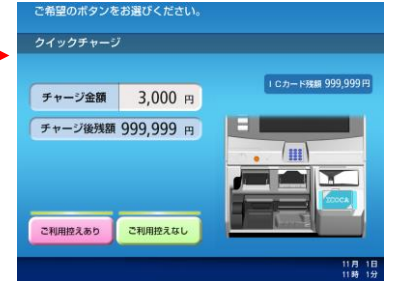 ご希望のボタンをお選びください。
クイックチャージ
ICカード残額 999,999円
チャージ金額 3,000 円
チャージ後残額 999,999 円
ICOCA
ご利用控えあり ご利用控えなし
11月 1日
11時 1分